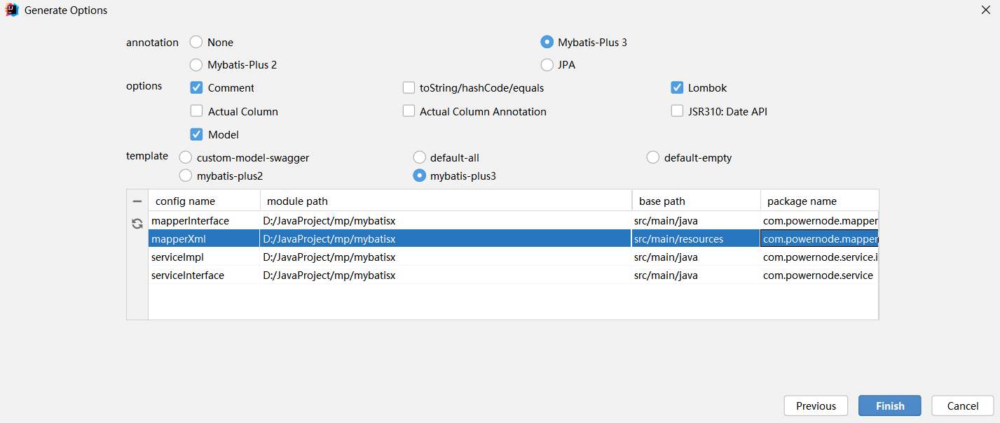 Generate Options
annotation None Mybatis-Plus 3
Mybatis-Plus 2 JPA
options Comment toString/hashCode/equals Lombok
Actual Column Actual Column Annotation JSR310: Date API
Model
template custom-model-swagger default-all default-empty
mybatis-plus2 mybatis-plus3
config name module path base path package name
mapperInterface D:/JavaProject/mp/mybatisx src/main/java com.powernode.mapper
mapperXml D:/JavaProject/mp/mybatisx src/main/resources com.powernode.mapper
serviceImpl D:/JavaProject/mp/mybatisx src/main/java com.powernode.service.i
serviceInterface D:/JavaProject/mp/mybatisx src/main/java com.powernode.service
Previous Finish Cancel